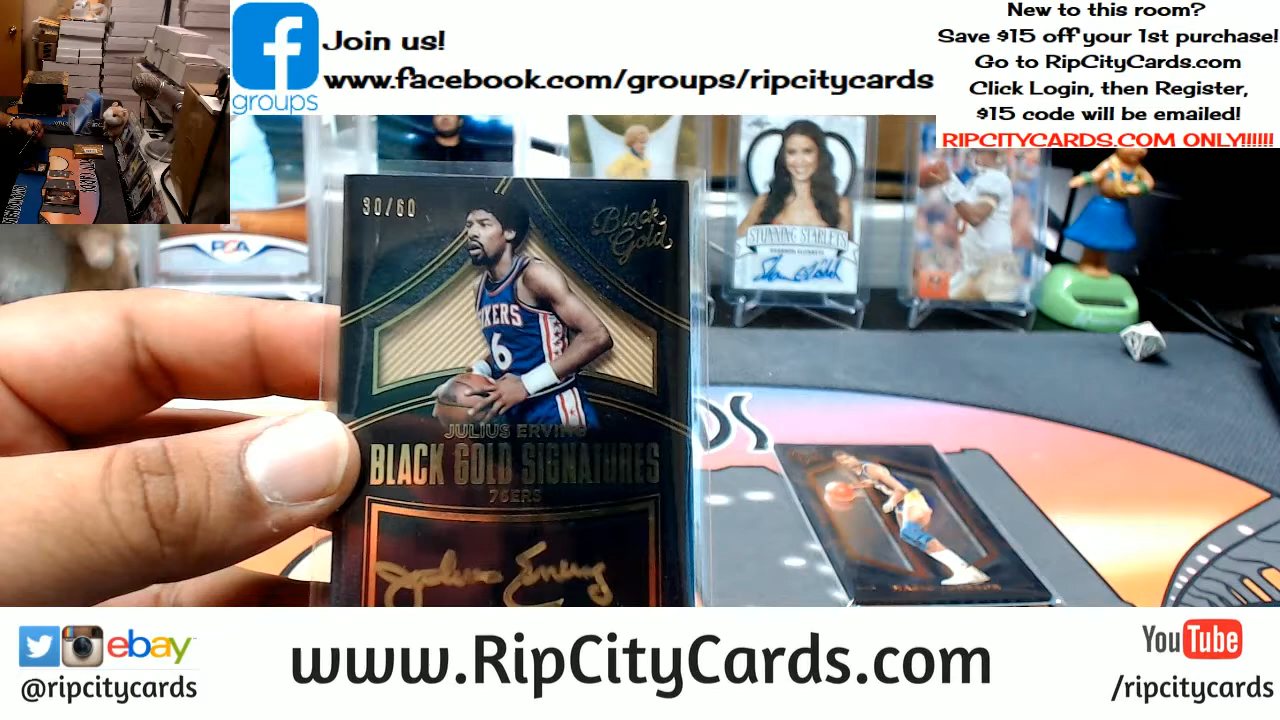 groups
Join us!
www.facebook.com/groups/ripcitycards
New to this room?
Save $15 off your 1st purchase!
Go to RipCityCards.com
Click Login, then Register,
$15 code will be emailed!
RIPCITYCARDS.COM ONLY!!!!!!
30/60
Black
Gold
6
JULIUS ERVING
BLACK GOLD SIGNATURES
76ERS
Julius Erving
STUNNING STARLETS
ebay
@ripcitycards
www.RipCityCards.com
YouTube
/ripcitycards